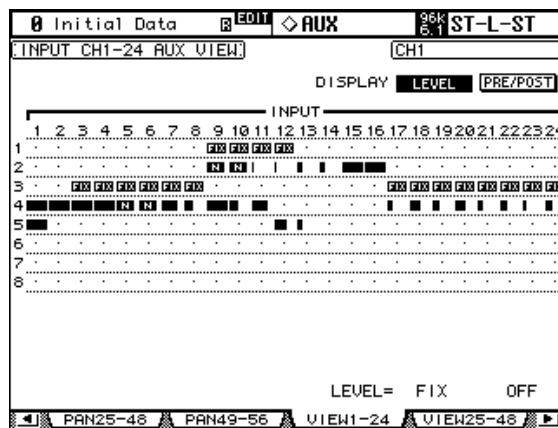 0 Initial Data EDIT AUX 96k 6.1 ST-L-ST
INPUT CH1-24 AUX VIEW CH1
DISPLAY LEVEL PRE/POST
INPUT
1 2 3 4 5 6 7 8 9 10 11 12 13 14 15 16 17 18 19 20 21 22 23 24
1 FIX FIX FIX FIX
2 N N
3 FIX FIX FIX FIX FIX FIX FIX FIX FIX FIX FIX FIX FIX FIX
4 N N
5
6
7
8
LEVEL= FIX OFF
PAN25-48 PAN49-56 VIEW1-24 VIEW25-48